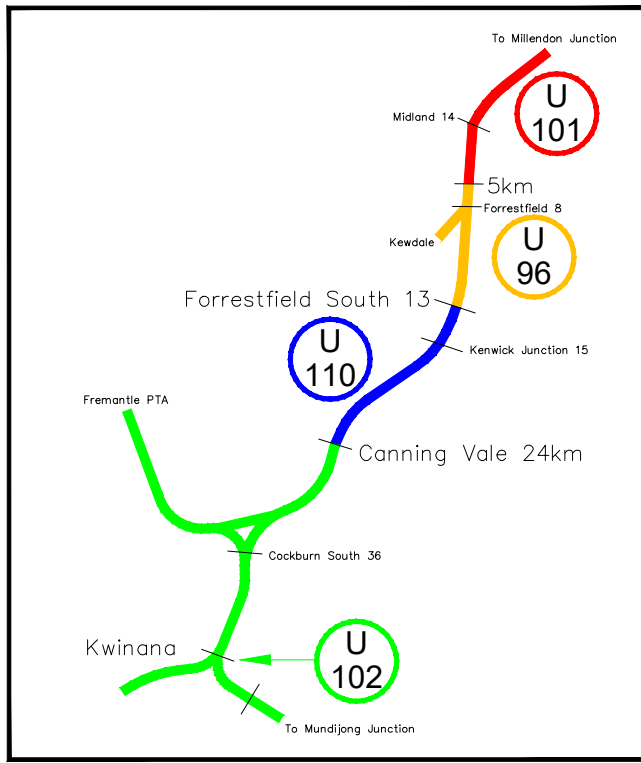 To Millendon Junction
U
101
Midland 14
5km
Forrestfield 8
Kewdale
U
96
Forrestfield South 13
Kenwick Junction 15
U
110
Fremantle PTA
Canning Vale 24km
Cockburn South 36
Kwinana
U
102
To Mundijong Junction